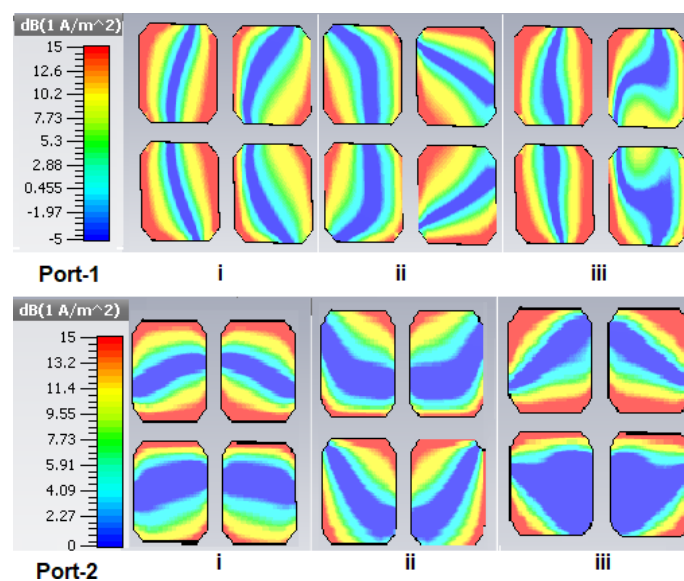 dB(1 A/m^2)
15
12.6
10.2
7.73
5.3
2.88
0.455
-1.97
-5
Port-1
i
ii
iii
dB(1 A/m^2)
15
13.2
11.4
9.55
7.73
5.91
4.09
2.27
0
Port-2
i
ii
iii